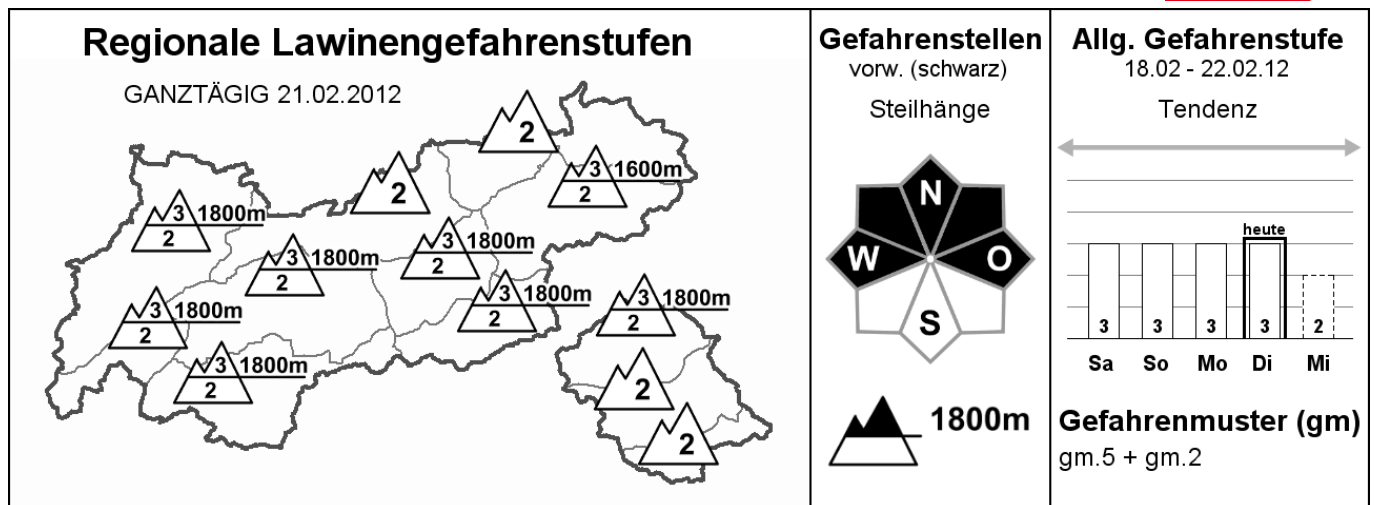 Regionale Lawinengefahrenstufen
GANZTÄGIG 21.02.2012
2
3 1600m
2
2
3 1800m
2
3 1800m
2
3 1800m
2
3 1800m
2
3 1800m
2
3 1800m
2
3 1800m
2
2
2
Gefahrenstellen
vorw. (schwarz)
Steilhänge
N
W
O
S
1800m
Allg. Gefahrenstufe
18.02 - 22.02.12
Tendenz
heute
3 3 3 3 2
Sa So Mo Di Mi
Gefahrenmuster (gm)
gm.5 + gm.2